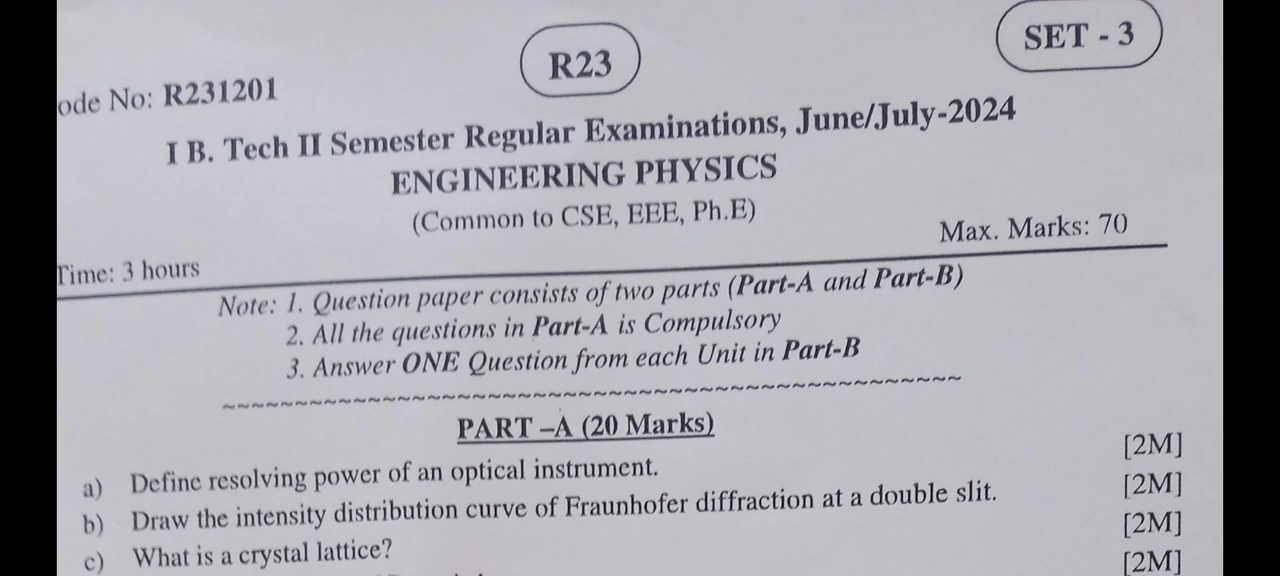 R23
SET - 3
ode No: R231201
I B. Tech II Semester Regular Examinations, June/July-2024
ENGINEERING PHYSICS
(Common to CSE, EEE, Ph.E)
Time: 3 hours
Max. Marks: 70
Note: 1. Question paper consists of two parts (Part-A and Part-B)
2. All the questions in Part-A is Compulsory
3. Answer ONE Question from each Unit in Part-B
~~~~~~~~~~~~~~~~~~~~~~~~~~~~~~~~~~~~~~~~~
PART –A (20 Marks)
a) Define resolving power of an optical instrument. [2M]
b) Draw the intensity distribution curve of Fraunhofer diffraction at a double slit. [2M]
c) What is a crystal lattice? [2M]
[2M]